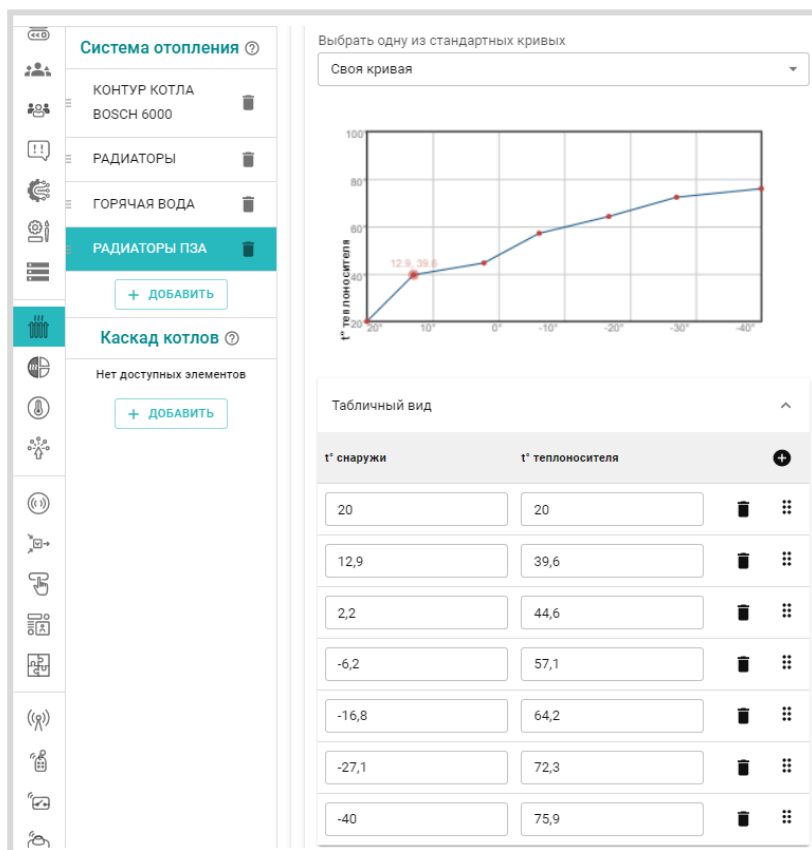 Система отопления
КОНТУР КОТЛА
BOSCH 6000
РАДИАТОРЫ
ГОРЯЧАЯ ВОДА
РАДИАТОРЫ ПЗА
+ ДОБАВИТЬ
Каскад котлов
Нет доступных элементов
+ ДОБАВИТЬ
Выбрать одну из стандартных кривых
Своя кривая
100°
80°
60°
40°
20°
t° теплоносителя
12.9, 39.6
20° 10° 0° -10° -20° -30° -40°
Табличный вид
t° снаружи t° теплоносителя
20 20
12,9 39,6
2,2 44,6
-6,2 57,1
-16,8 64,2
-27,1 72,3
-40 75,9